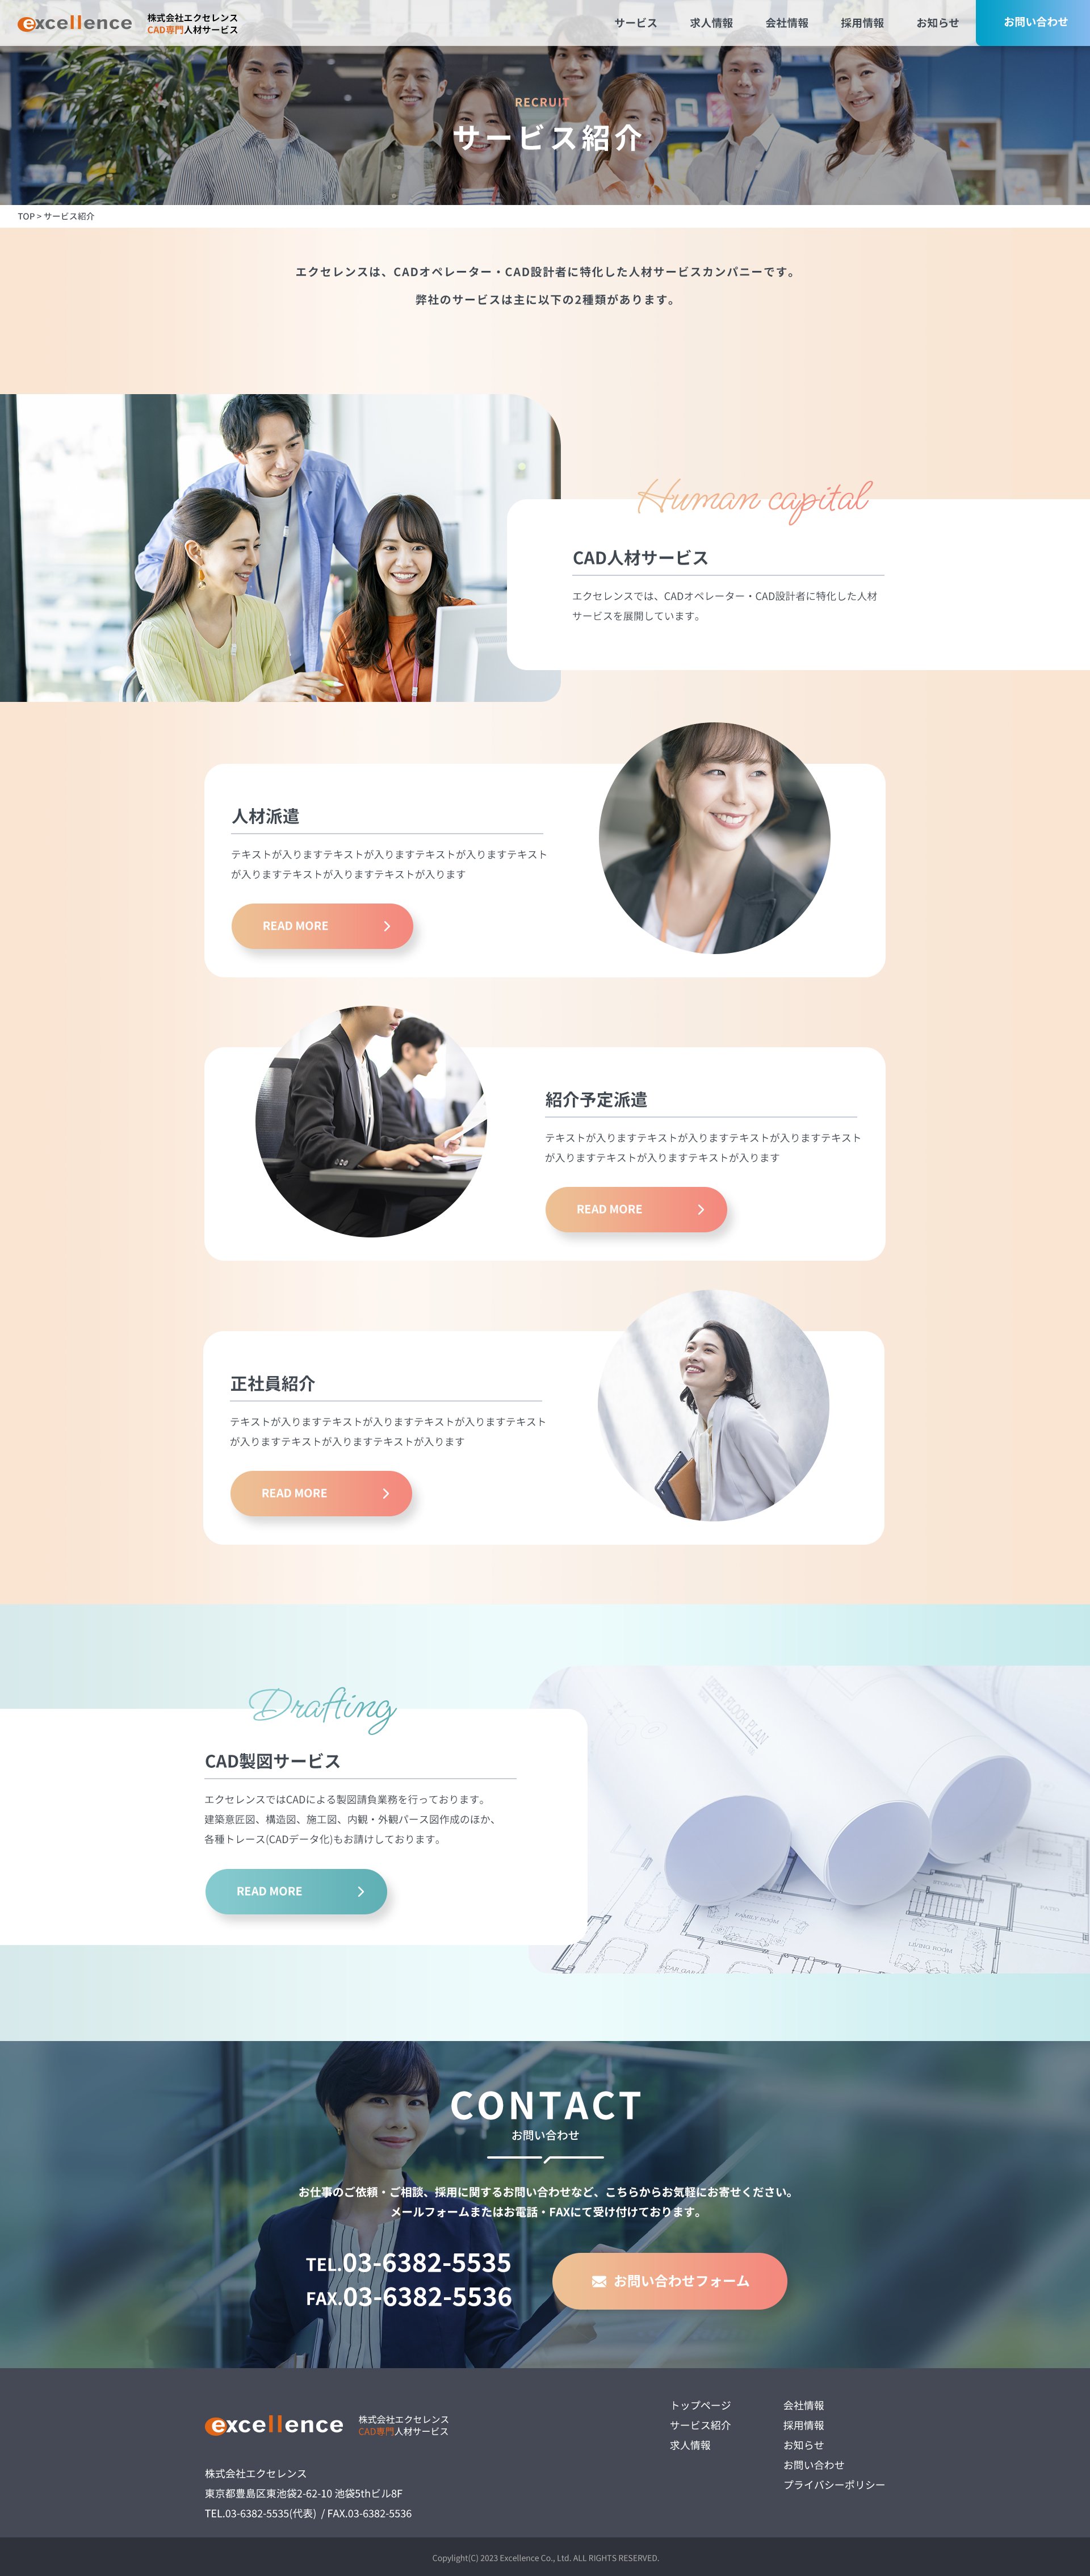 excellence
株式会社エクセレンス
CAD専門人材サービス
サービス
求人情報
会社情報
採用情報
お知らせ
お問い合わせ
RECRUIT
サービス紹介
TOP > サービス紹介
エクセレンスは、CADオペレーター・CAD設計者に特化した人材サービスカンパニーです。
弊社のサービスは主に以下の2種類があります。
Human capital
CAD人材サービス
エクセレンスでは、CADオペレーター・CAD設計者に特化した人材
サービスを展開しています。
人材派遣
テキストが入りますテキストが入りますテキストが入りますテキスト
が入りますテキストが入りますテキストが入ります
READ MORE
紹介予定派遣
テキストが入りますテキストが入りますテキストが入りますテキスト
が入りますテキストが入りますテキストが入ります
READ MORE
正社員紹介
テキストが入りますテキストが入りますテキストが入りますテキスト
が入りますテキストが入りますテキストが入ります
READ MORE
Drafting
CAD製図サービス
エクセレンスではCADによる製図請負業務を行っております。
建築意匠図、構造図、施工図、内観・外観パース図作成のほか、
各種トレース(CADデータ化)もお請けしております。
READ MORE
FLOOR PLAN
FAMILY ROOM
LIVING ROOM
CONTACT
お問い合わせ
お仕事のご依頼・ご相談、採用に関するお問い合わせなど、こちらからお気軽にお寄せください。
メールフォームまたはお電話・FAXにて受け付けております。
TEL.03-6382-5535
FAX.03-6382-5536
お問い合わせフォーム
excellence
株式会社エクセレンス
CAD専門人材サービス
株式会社エクセレンス
東京都豊島区東池袋2-62-10 池袋5thビル8F
TEL.03-6382-5535(代表) / FAX.03-6382-5536
トップページ
サービス紹介
求人情報
会社情報
採用情報
お知らせ
お問い合わせ
プライバシーポリシー
Copylight(C) 2023 Excellence Co., Ltd. ALL RIGHTS RESERVED.